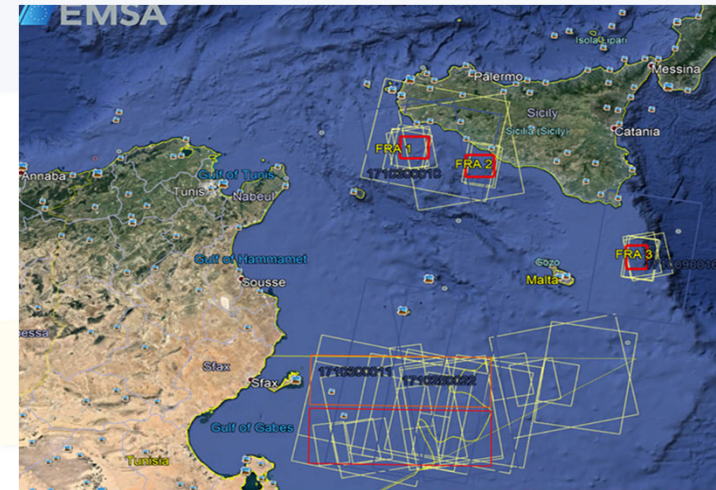 EMSA
Isola Lipari
Messina
Palermo
Sicily
Sicilia (Sicily)
Catania
FRA 1
FRA 2
1710300010
Annaba
Gulf of Tunis
Tunis
Nabeul
Gulf of Hammamet
Sousse
FRA 3
Gozo
Malta
essa
Sfax
Sfax
1710300011
Gulf of Gabes
Tunisia